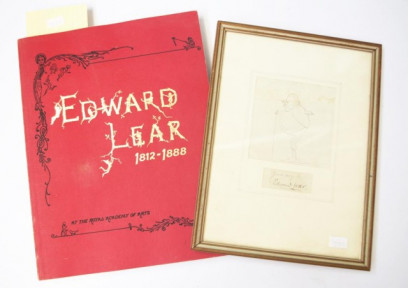 EDWARD
LEAR
1812-1888
AT THE ROYAL ACADEMY OF ARTS